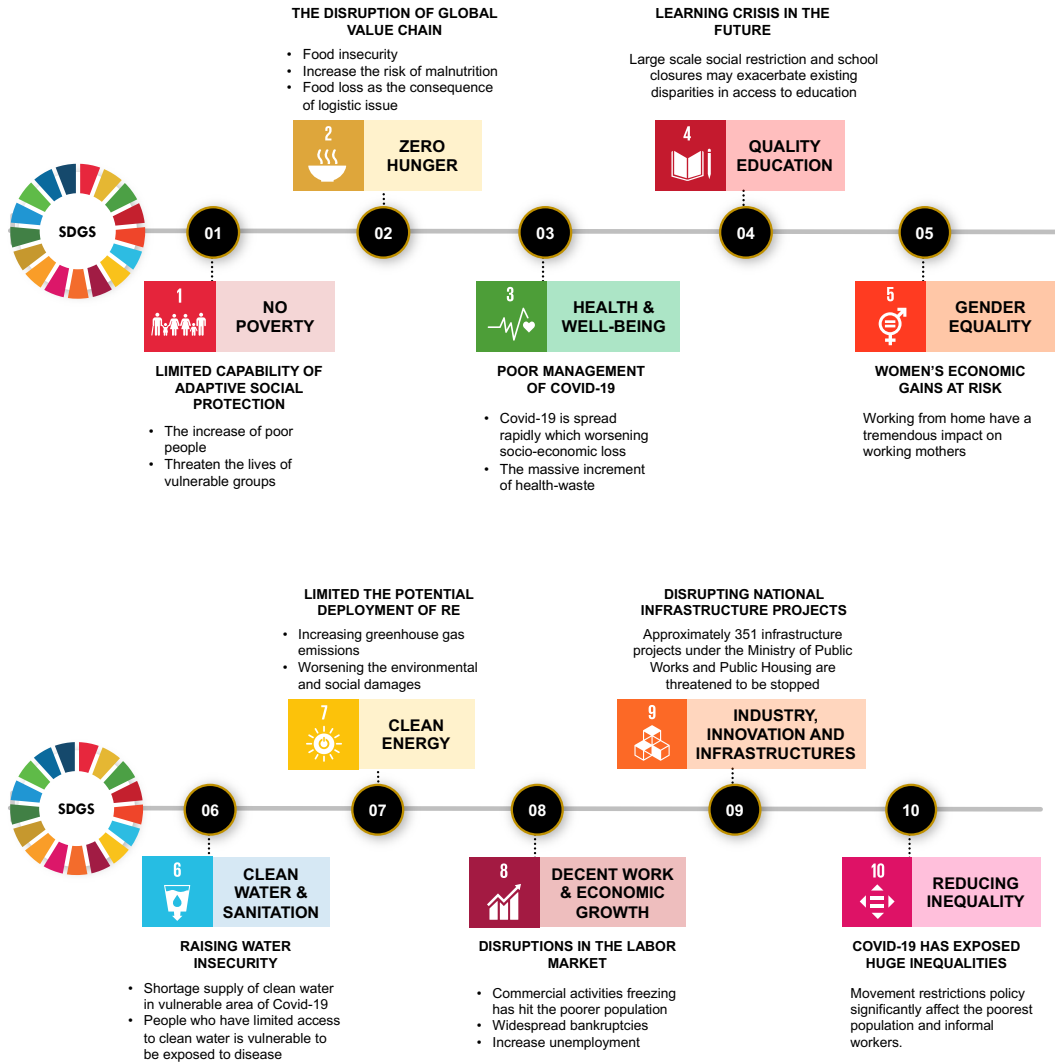 THE DISRUPTION OF GLOBAL
VALUE CHAIN
• Food insecurity
• Increase the risk of malnutrition
• Food loss as the consequence
of logistic issue
2
ZERO
HUNGER
LEARNING CRISIS IN THE
FUTURE
Large scale social restriction and school
closures may exacerbate existing
disparities in access to education
4
QUALITY
EDUCATION
SDGS
01
02
03
04
05
1
NO
POVERTY
LIMITED CAPABILITY OF
ADAPTIVE SOCIAL
PROTECTION
• The increase of poor
people
• Threaten the lives of
vulnerable groups
3
HEALTH &
WELL-BEING
POOR MANAGEMENT
OF COVID-19
• Covid-19 is spread
rapidly which worsening
socio-economic loss
• The massive increment
of health-waste
5
GENDER
EQUALITY
WOMEN'S ECONOMIC
GAINS AT RISK
Working from home have a
tremendous impact on
working mothers
LIMITED THE POTENTIAL
DEPLOYMENT OF RE
• Increasing greenhouse gas
emissions
• Worsening the environmental
and social damages
7
CLEAN
ENERGY
DISRUPTING NATIONAL
INFRASTRUCTURE PROJECTS
Approximately 351 infrastructure
projects under the Ministry of Public
Works and Public Housing are
threatened to be stopped
9
INDUSTRY,
INNOVATION AND
INFRASTRUCTURES
SDGS
06
07
08
09
10
6
CLEAN
WATER &
SANITATION
RAISING WATER
INSECURITY
• Shortage supply of clean water
in vulnerable area of Covid-19
• People who have limited access
to clean water is vulnerable to
be exposed to disease
8
DECENT WORK
& ECONOMIC
GROWTH
DISRUPTIONS IN THE LABOR
MARKET
• Commercial activities freezing
has hit the poorer population
• Widespread bankruptcies
• Increase unemployment
10
REDUCING
INEQUALITY
COVID-19 HAS EXPOSED
HUGE INEQUALITIES
Movement restrictions policy
significantly affect the poorest
population and informal
workers.